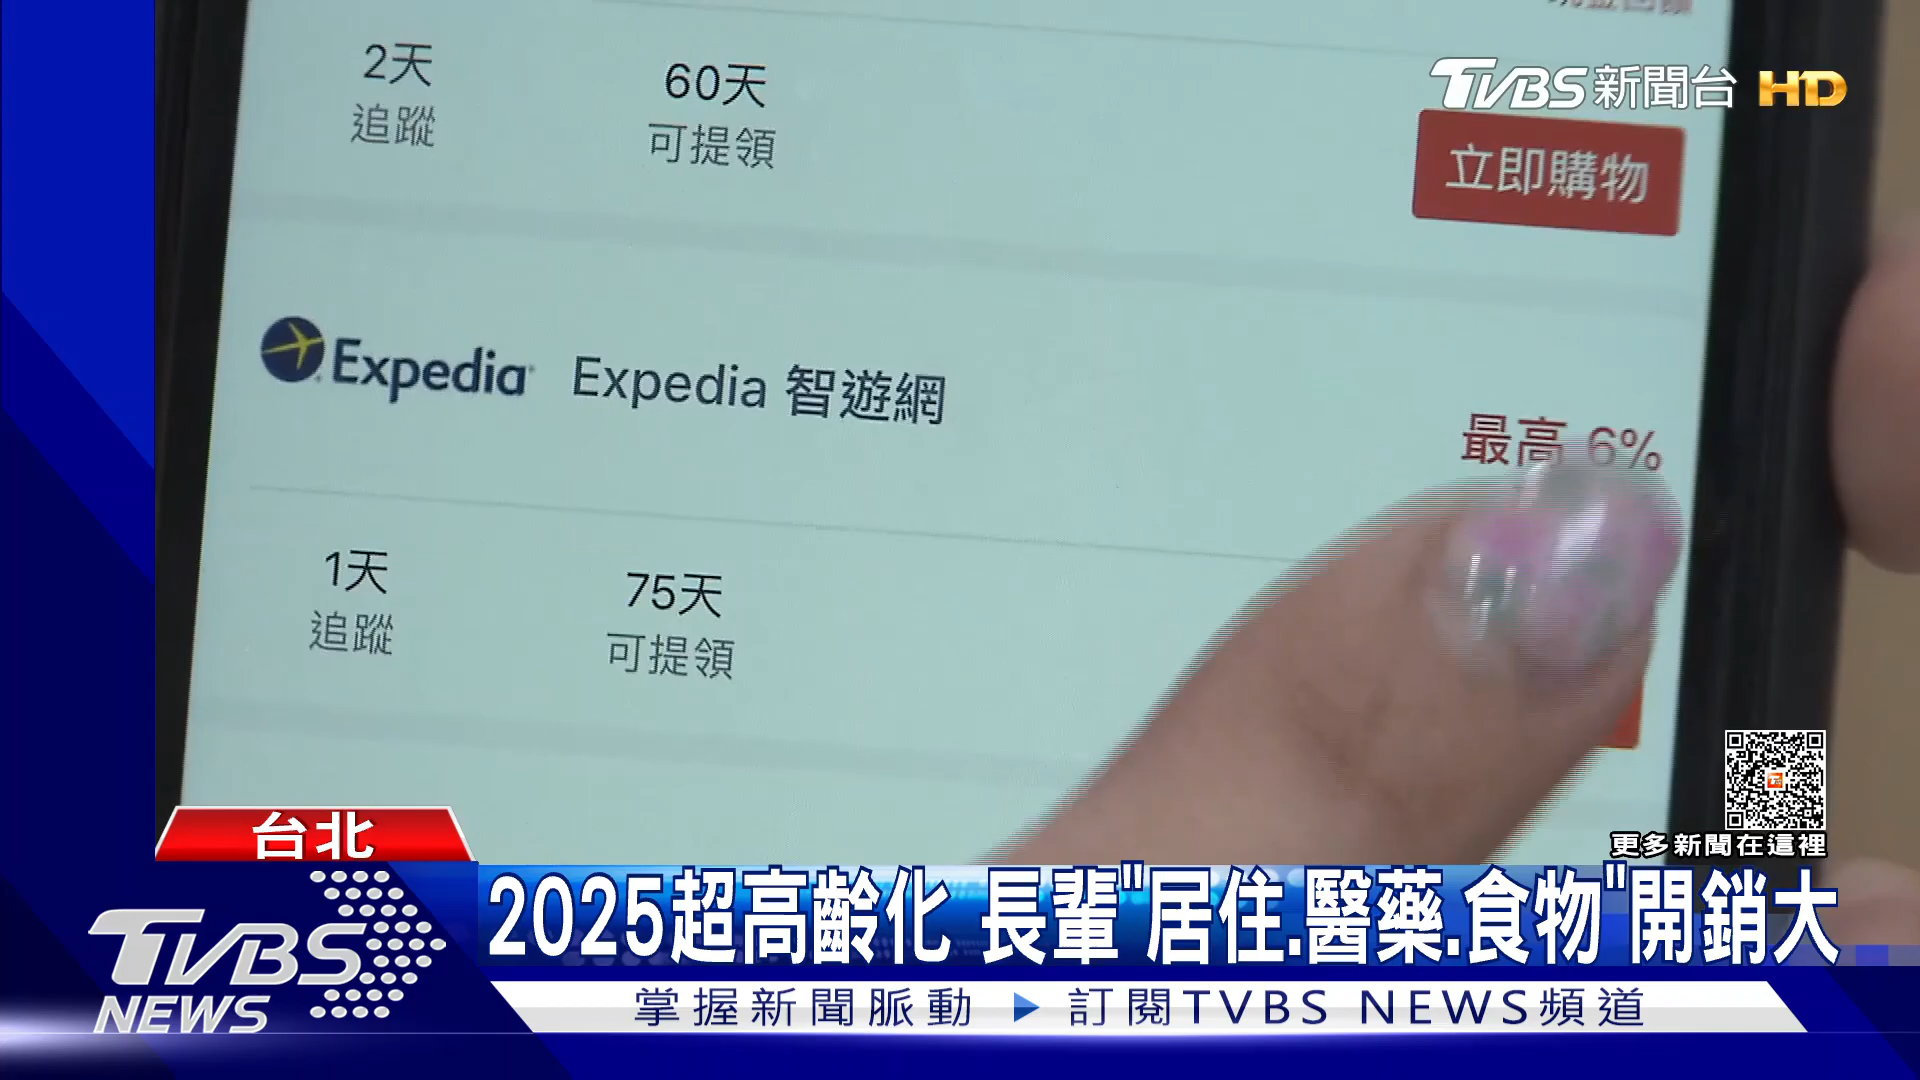 2天
60天
TVBS新聞台 HD
追蹤
可提領
立即購物
Expedia Expedia 智遊網
最高 6%
1天
75天
追蹤
可提領
更多新聞在這裡
台北
2025超高齡化 長輩"居住.醫藥.食物"開銷大
TVBS
NEWS
掌握新聞脈動 ▶ 訂閱TVBS NEWS頻道